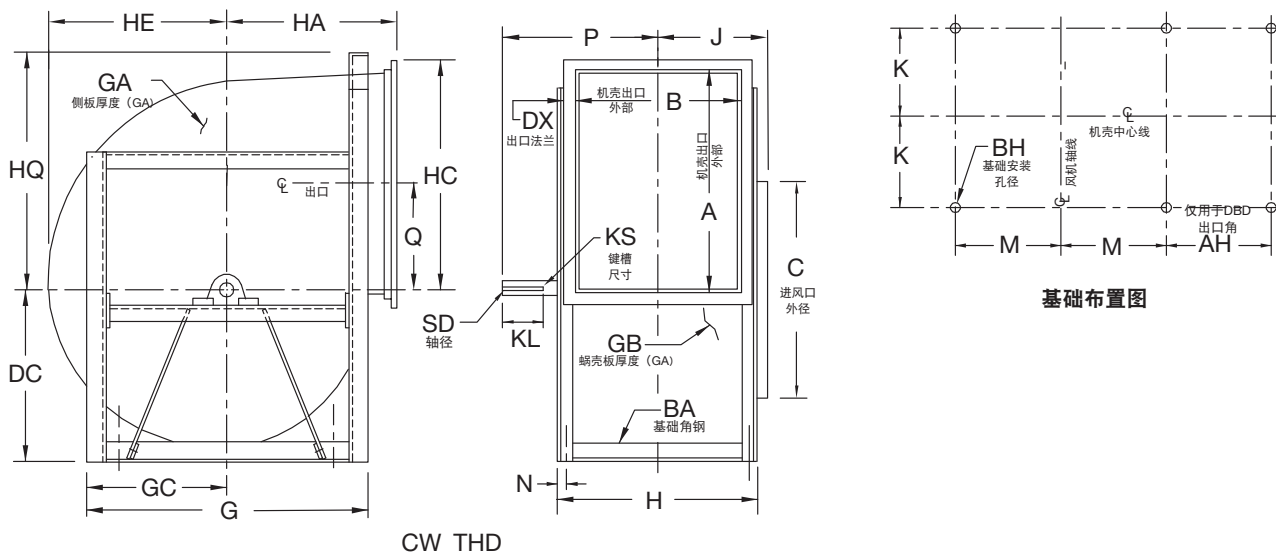 HE
HA
GA
侧板厚度（GA)
HQ
HC
℄ 出口
Q
DC
GC
G
P
J
机壳出口
外部
B
DX
出口法兰
机壳出口
外部
A
KS
键槽
尺寸
C
进风口
外径
SD
轴径
KL
GB
蜗壳板厚度（GA)
BA
基础角钢
N
H
CW THD
K
K
℄
机壳中心线
BH
基础安装
孔径
℄ 风机轴线
仅用于DBD
出口角
M
M
AH
基础布置图